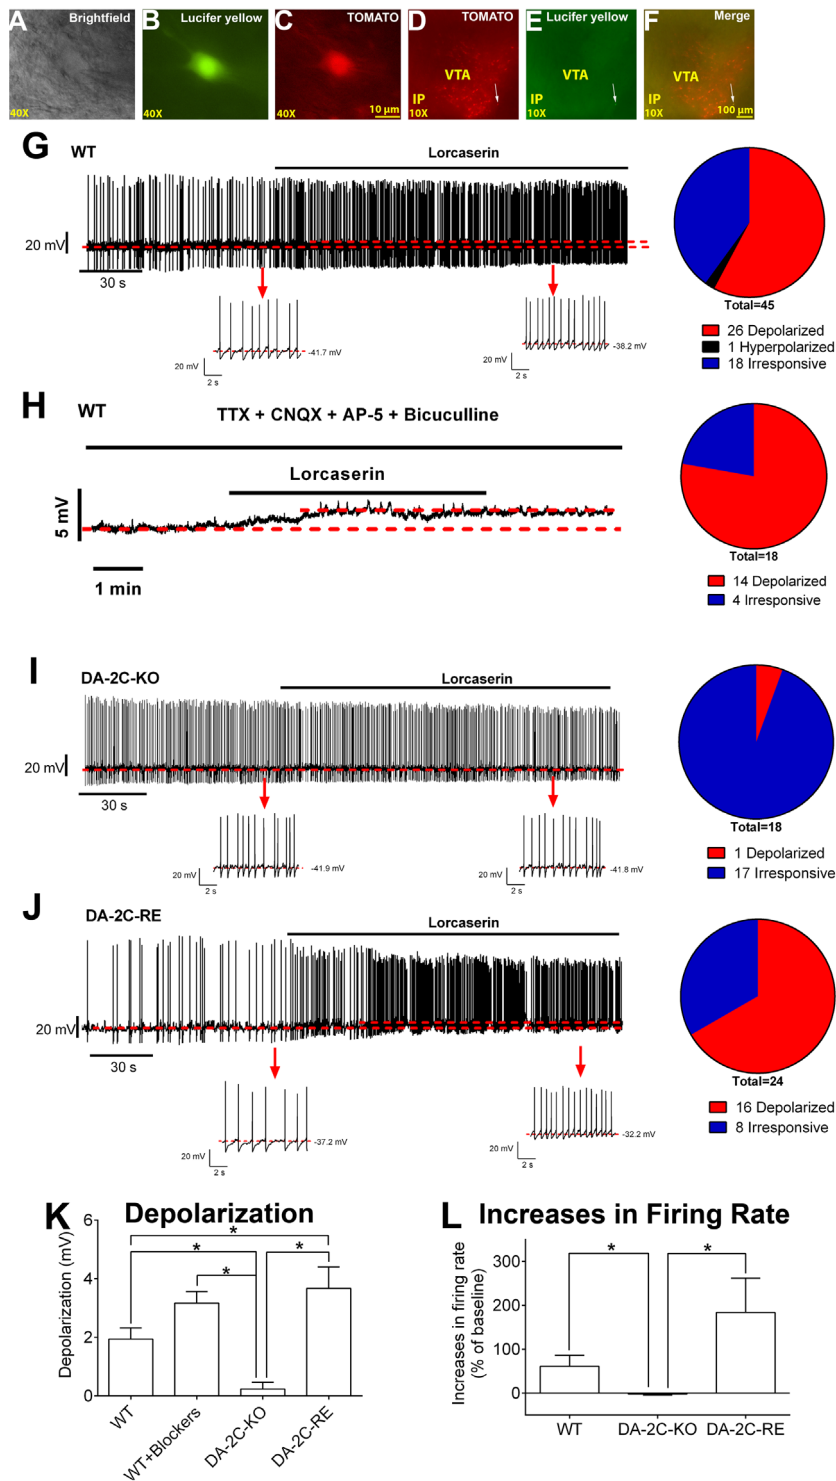 A
Brightfield
40X
B
Lucifer yellow
40X
C
TOMATO
40X
10 µm
D
TOMATO
VTA
IP
10X
E
Lucifer yellow
VTA
IP
10X
F
Merge
VTA
IP
10X
100 µm
G
WT
Lorcaserin
20 mV
30 s
-41.7 mV
20 mV
2 s
-38.2 mV
20 mV
2 s
Total=45
26 Depolarized
1 Hyperpolarized
18 Irresponsive
H
WT
TTX + CNQX + AP-5 + Bicuculline
Lorcaserin
5 mV
1 min
Total=18
14 Depolarized
4 Irresponsive
I
DA-2C-KO
Lorcaserin
20 mV
30 s
-41.9 mV
20 mV
2 s
-41.8 mV
20 mV
2 s
Total=18
1 Depolarized
17 Irresponsive
J
DA-2C-RE
Lorcaserin
20 mV
30 s
-37.2 mV
20 mV
2 s
-32.2 mV
20 mV
2 s
Total=24
16 Depolarized
8 Irresponsive
K
Depolarization
Depolarization (mV)
6
4
2
0
*
*
*
*
WT
WT+Blockers
DA-2C-KO
DA-2C-RE
L
Increases in Firing Rate
Increases in firing rate
(% of baseline)
300
200
100
0
*
*
WT
DA-2C-KO
DA-2C-RE